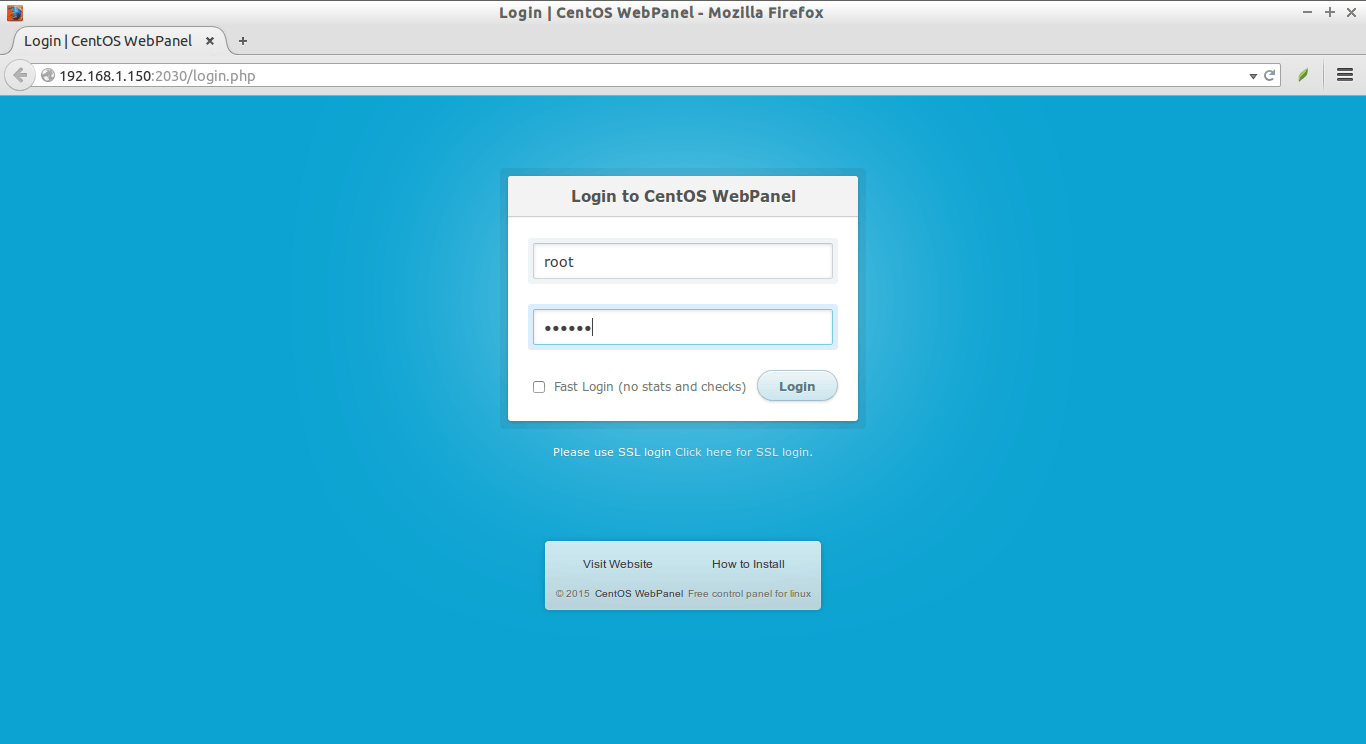 Login | CentOS WebPanel - Mozilla Firefox
Login | CentOS WebPanel
192.168.1.150:2030/login.php
Login to CentOS WebPanel
root
••••••
Fast Login (no stats and checks) Login
Please use SSL login Click here for SSL login.
Visit Website How to Install
© 2015 CentOS WebPanel Free control panel for linux